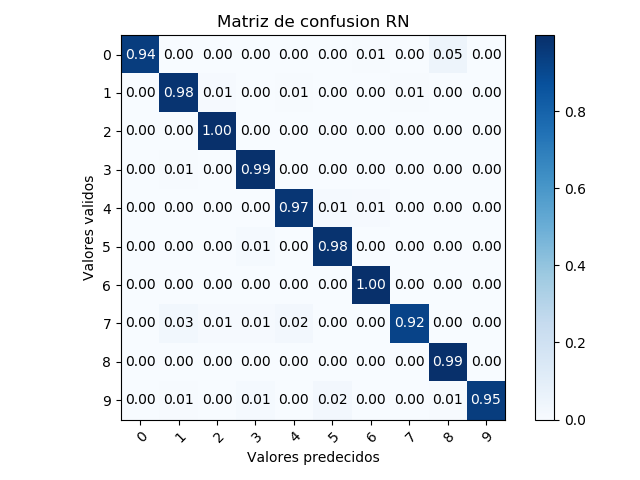 Matriz de confusion RN
Valores validos
0 0.94 0.00 0.00 0.00 0.00 0.00 0.01 0.00 0.05 0.00
1 0.00 0.98 0.01 0.00 0.01 0.00 0.00 0.01 0.00 0.00
2 0.00 0.00 1.00 0.00 0.00 0.00 0.00 0.00 0.00 0.00
3 0.00 0.01 0.00 0.99 0.00 0.00 0.00 0.00 0.00 0.00
4 0.00 0.00 0.00 0.00 0.97 0.01 0.01 0.00 0.00 0.00
5 0.00 0.00 0.00 0.01 0.00 0.98 0.00 0.00 0.00 0.00
6 0.00 0.00 0.00 0.00 0.00 0.00 1.00 0.00 0.00 0.00
7 0.00 0.03 0.01 0.01 0.02 0.00 0.00 0.92 0.00 0.00
8 0.00 0.00 0.00 0.00 0.00 0.00 0.00 0.00 0.99 0.00
9 0.00 0.01 0.00 0.01 0.00 0.02 0.00 0.00 0.01 0.95
0 1 2 3 4 5 6 7 8 9
Valores predecidos
0.8
0.6
0.4
0.2
0.0